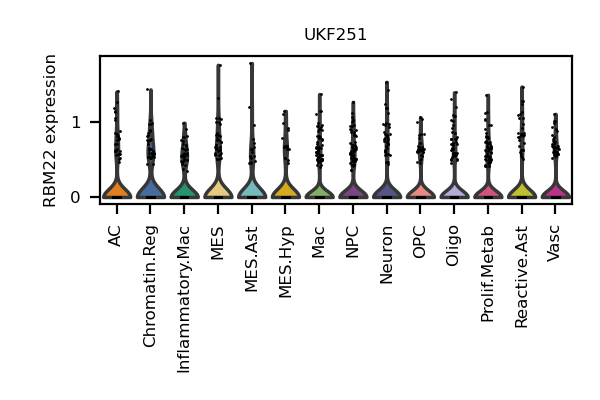 UKF251
RBM22 expression
1
0
AC
Chromatin.Reg
Inflammatory.Mac
MES
MES.Ast
MES.Hyp
Mac
NPC
Neuron
OPC
Oligo
Prolif.Metab
Reactive.Ast
Vasc